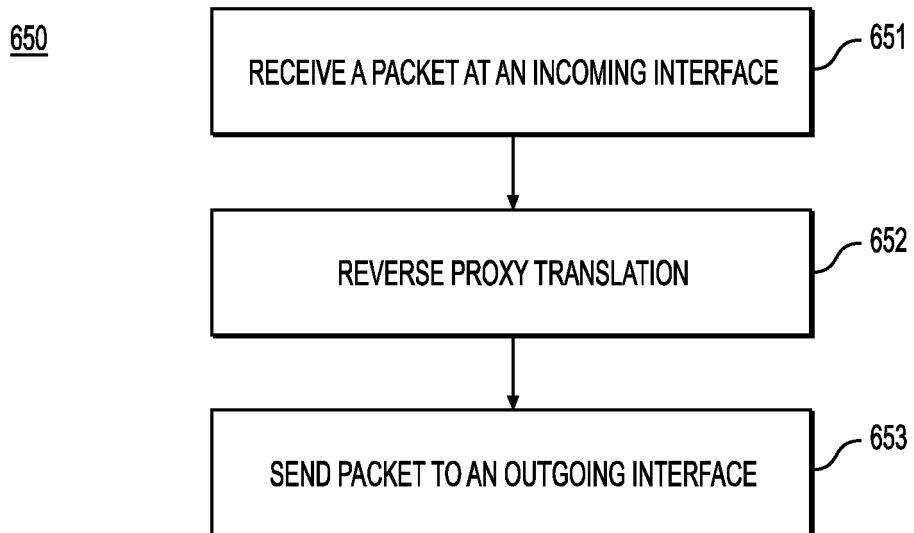 650
RECEIVE A PACKET AT AN INCOMING INTERFACE
651
REVERSE PROXY TRANSLATION
652
SEND PACKET TO AN OUTGOING INTERFACE
653